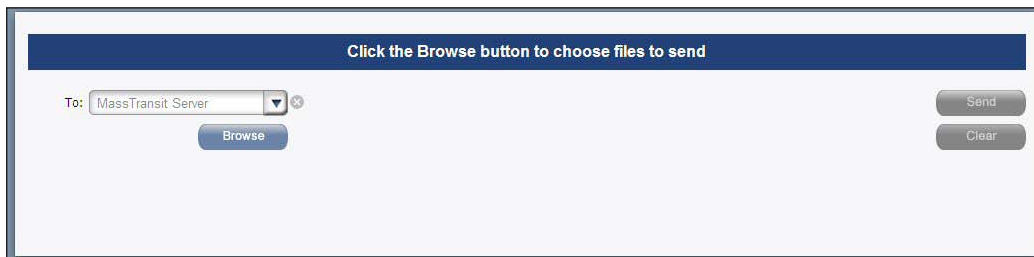 Click the Browse button to choose files to send
To: MassTransit Server
Send
Browse
Clear